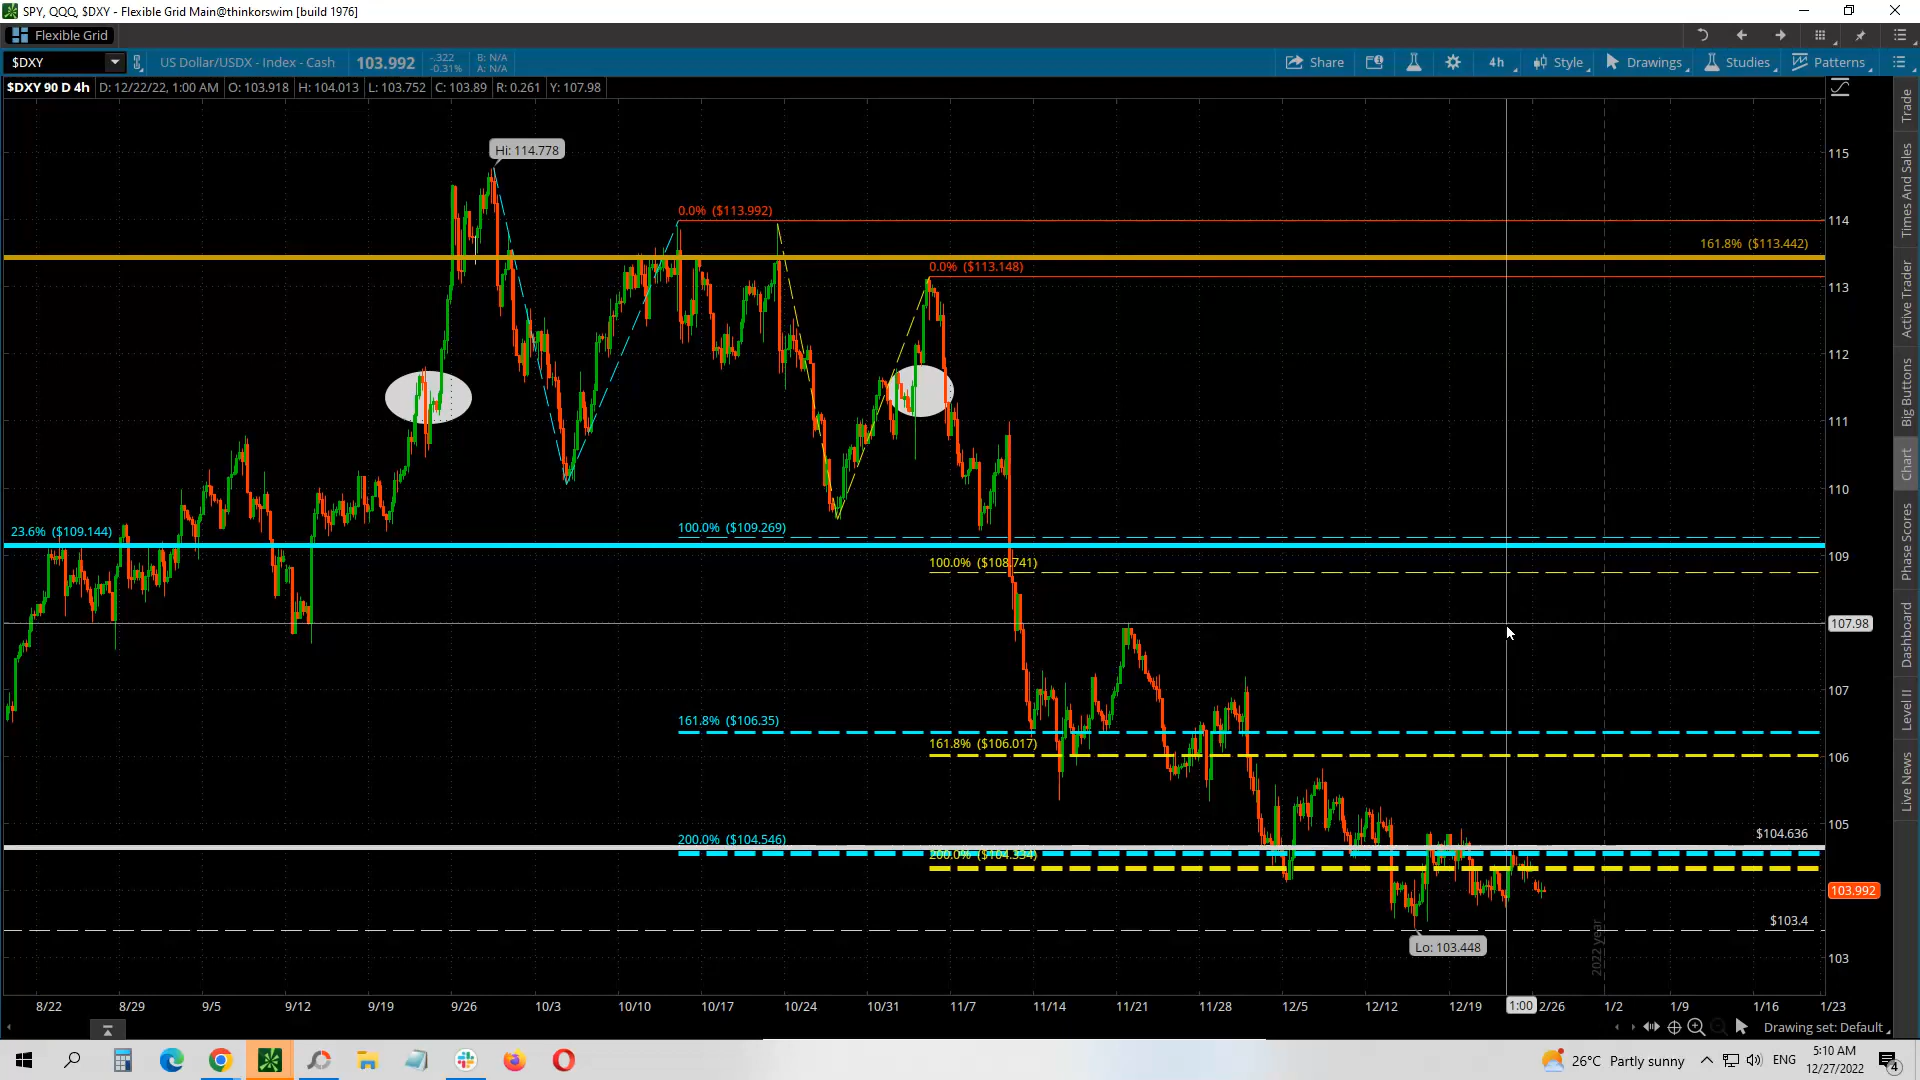 SPY, QQQ, $DXY - Flexible Grid Main@thinkorswim [build 1976]
Flexible Grid
$DXY
US Dollar/USDX - Index - Cash
103.992
-.322
-0.31%
B: N/A
A: N/A
Share
4h
Style
Drawings
Studies
Patterns
$DXY 90 D 4h
D: 12/22/22, 1:00 AM
O: 103.918
H: 104.013
L: 103.752
C: 103.89
R: 0.261
Y: 107.98
Hi: 114.778
115
0.0% ($113.992)
114
161.8% ($113.442)
0.0% ($113.148)
113
112
111
110
23.6% ($109.144)
100.0% ($109.269)
109
100.0% ($108.741)
107.98
107
161.8% ($106.35)
161.8% ($106.017)
106
105
$104.636
200.0% ($104.546)
200.0% ($104.334)
103.992
$103.4
Lo: 103.448
2022 year
103
8/22
8/29
9/5
9/12
9/19
9/26
10/3
10/10
10/17
10/24
10/31
11/7
11/14
11/21
11/28
12/5
12/12
12/19
1:00
2/26
1/2
1/9
1/16
1/23
Drawing set: Default
Trade
Times And Sales
Active Trader
Big Buttons
Chart
Phase Scores
Dashboard
Level II
Live News
26°C Partly sunny
ENG
5:10 AM
12/27/2022
4